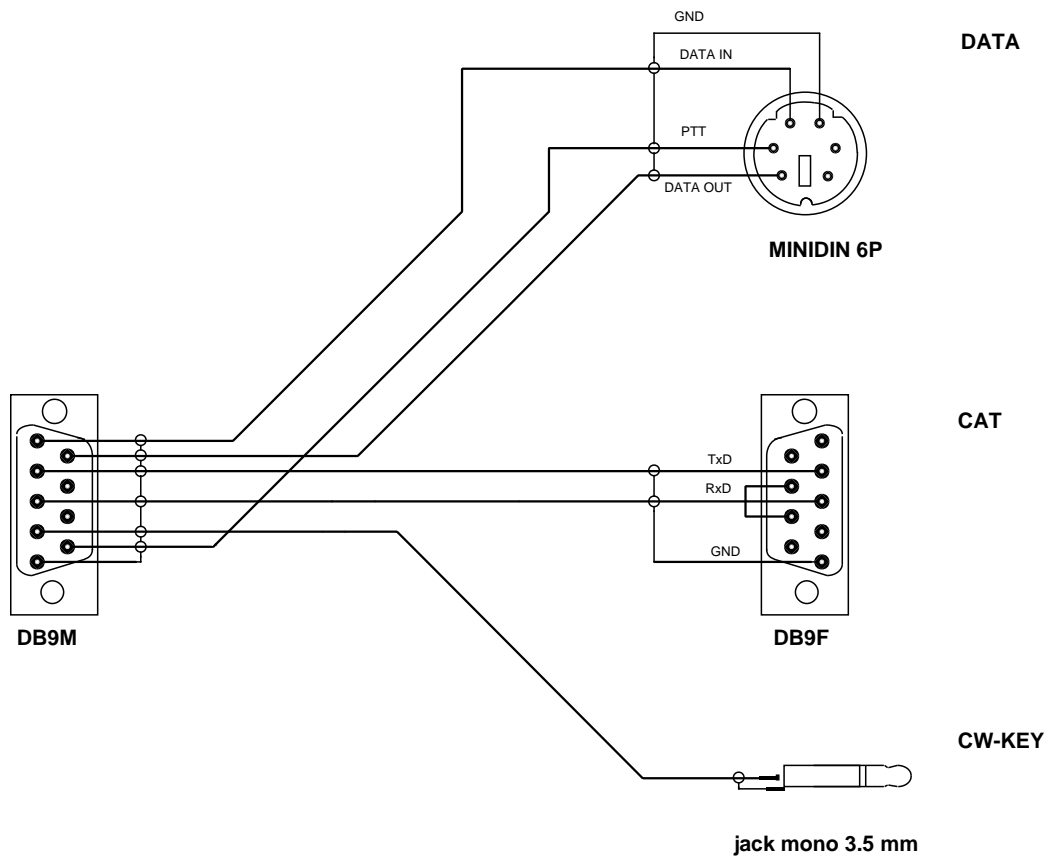 GND
DATA
DATA IN
PTT
DATA OUT
MINIDIN 6P
CAT
TxD
RxD
GND
DB9M
DB9F
CW-KEY
jack mono 3.5 mm